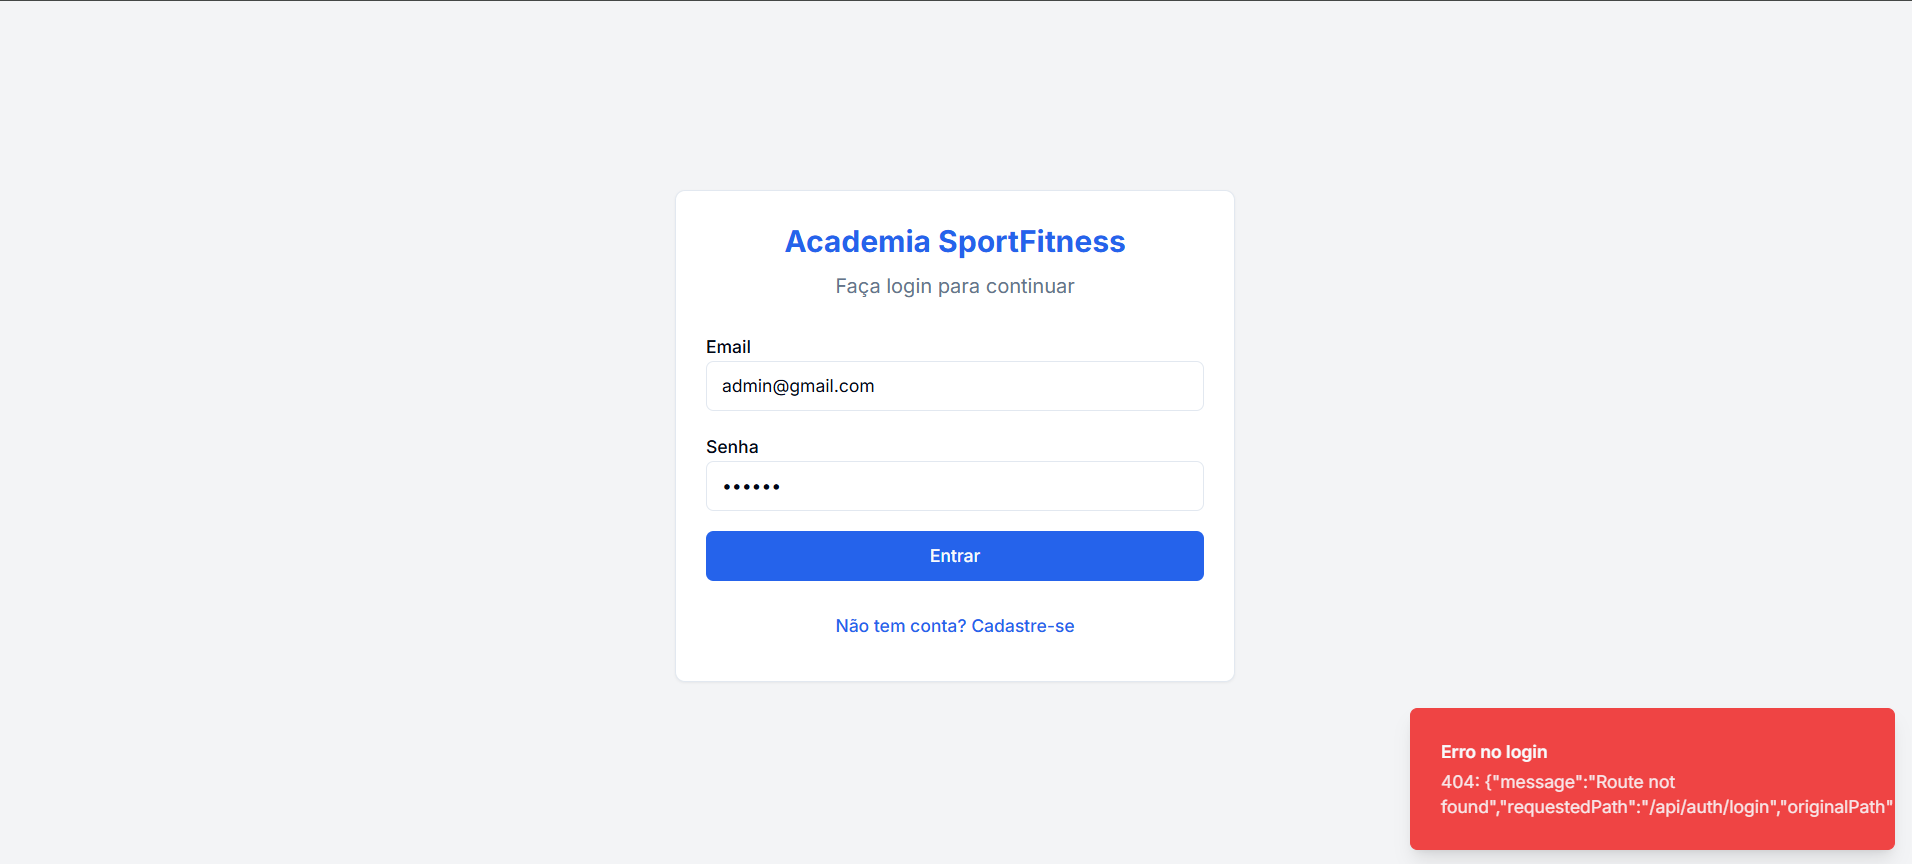 Academia SportFitness
Faça login para continuar
Email
admin@gmail.com
Senha
••••••
Entrar
Não tem conta? Cadastre-se
Erro no login
404: {"message":"Route not
found","requestedPath":"/api/auth/login","originalPath"